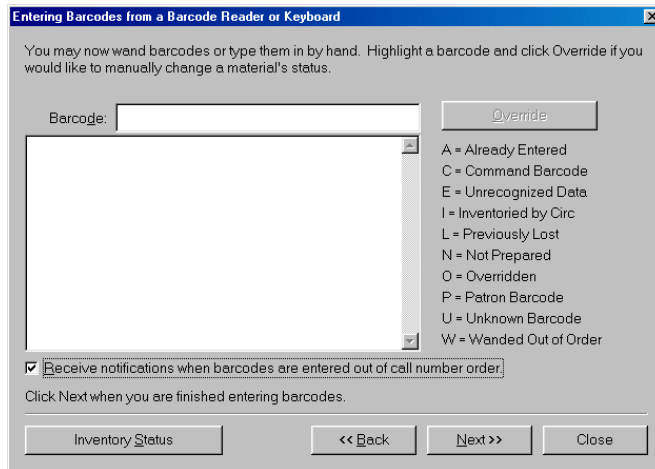 Entering Barcodes from a Barcode Reader or Keyboard
You may now wand barcodes or type them in by hand. Highlight a barcode and click Override if you
would like to manually change a material's status.
Barcode:
Override
A = Already Entered
C = Command Barcode
E = Unrecognized Data
I = Inventoried by Circ
L = Previously Lost
N = Not Prepared
O = Overridden
P = Patron Barcode
U = Unknown Barcode
W = Wanded Out of Order
Receive notifications when barcodes are entered out of call number order.
Click Next when you are finished entering barcodes.
Inventory Status
<< Back
Next >>
Close